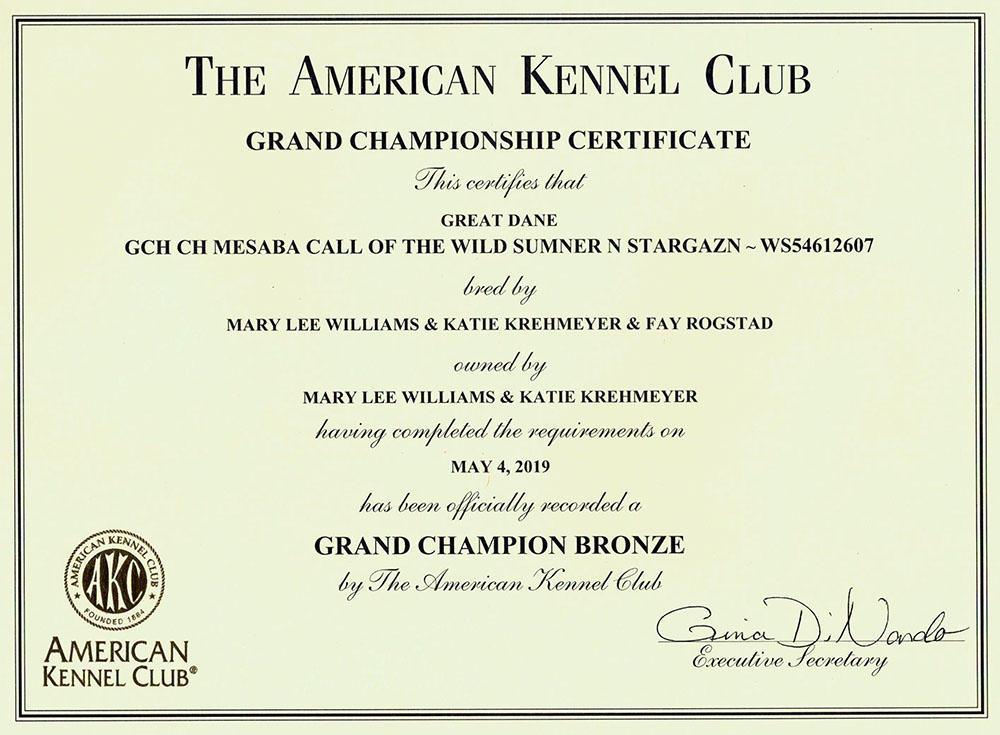 THE AMERICAN KENNEL CLUB
GRAND CHAMPIONSHIP CERTIFICATE
This certifies that
GREAT DANE
GCH CH MESABA CALL OF THE WILD SUMNER N STARGAZN ~ WS54612607
bred by
MARY LEE WILLIAMS & KATIE KREHMEYER & FAY ROGSTAD
owned by
MARY LEE WILLIAMS & KATIE KREHMEYER
having completed the requirements on
MAY 4, 2019
has been officially recorded a
GRAND CHAMPION BRONZE
by The American Kennel Club
AMERICAN KENNEL CLUB
AKC
FOUNDED 1884
AMERICAN
KENNEL CLUB®
Gina DiNardo
Executive Secretary